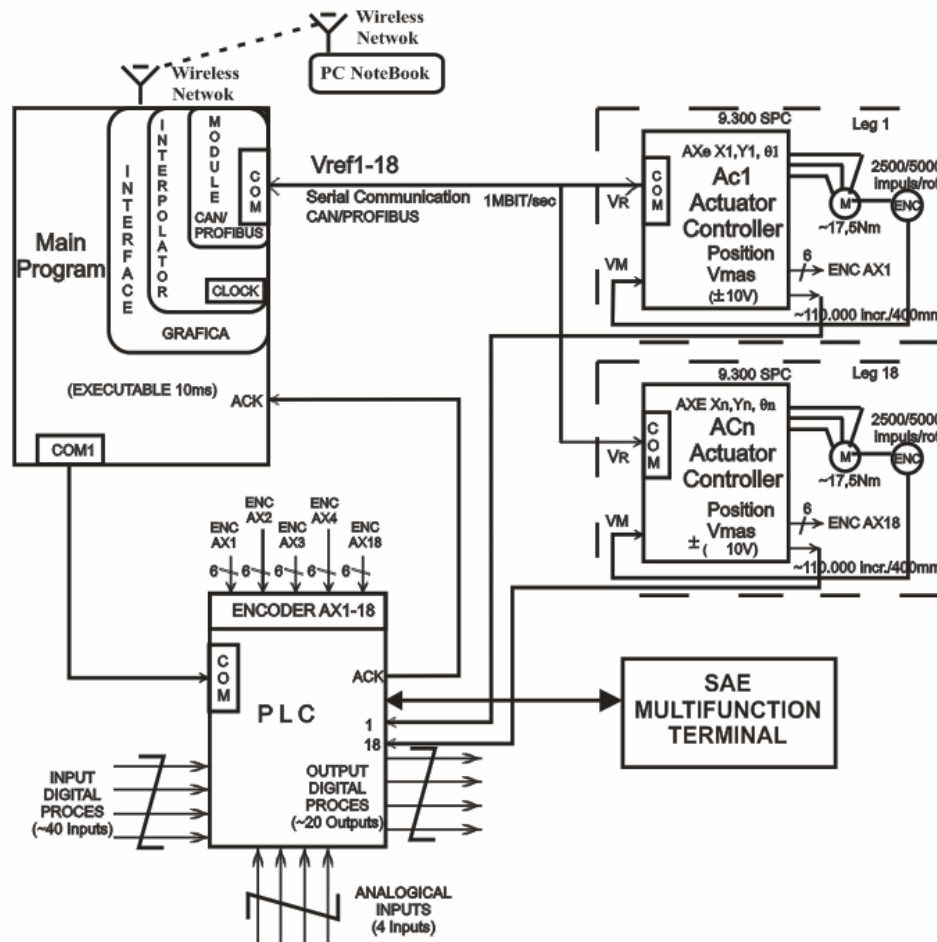 Wireless
Netwok
PC NoteBook
Wireless
Netwok
Main
Program
INTERFACE
INTERPOLATOR
MODULE
CAN/
PROFIBUS
COM
CLOCK
GRAFICA
(EXECUTABLE 10ms)
ACK
COM1
Vref1-18
Serial Communication
CAN/PROFIBUS
1MBIT/sec
9.300 SPC
Leg 1
COM
VR
VM
AXe X1,Y1, θ1
Ac1
Actuator
Controller
Position
Vmas
(±10V)
2500/5000
impuls/rot
M
ENC
~17,5Nm
6
ENC AX1
~110.000 incr./400mm
9.300 SPC
Leg 18
COM
VR
VM
AXE Xn,Yn, θn
ACn
Actuator
Controller
Position
Vmas
±( 10V)
2500/5000
impuls/rot
M
ENC
~17,5Nm
6
ENC AX18
~110.000 incr./400mm
ENC
AX1
ENC
AX2
ENC
AX3
ENC
AX4
ENC
AX18
6
6
6
6
6
ENCODER AX1-18
COM
PLC
ACK
1
18
INPUT
DIGITAL
PROCES
(~40 Inputs)
OUTPUT
DIGITAL
PROCES
(~20 Outputs)
ANALOGICAL
INPUTS
(4 Inputs)
SAE
MULTIFUNCTION
TERMINAL